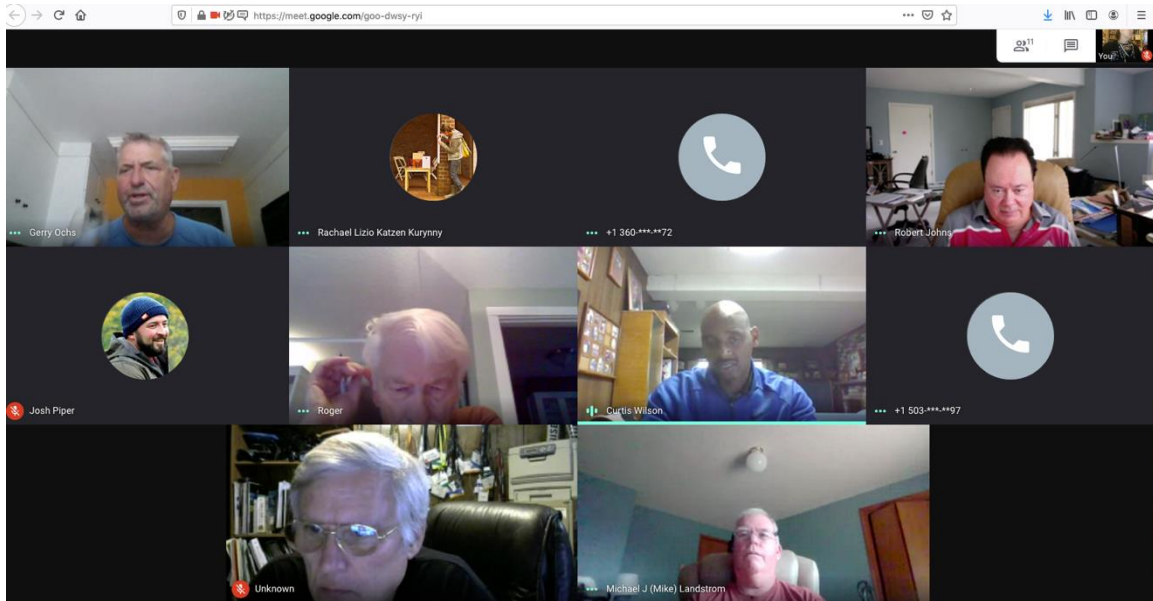 https://meet.google.com/goo-dwsy-ryi
11
You
Gerry Ochs
Rachael Lizio Katzen Kurynny
+1 360-***-**72
Robert Johns
Josh Piper
Roger
Curtis Wilson
+1 503-***-**97
Unknown
Michael J (Mike) Landstrom